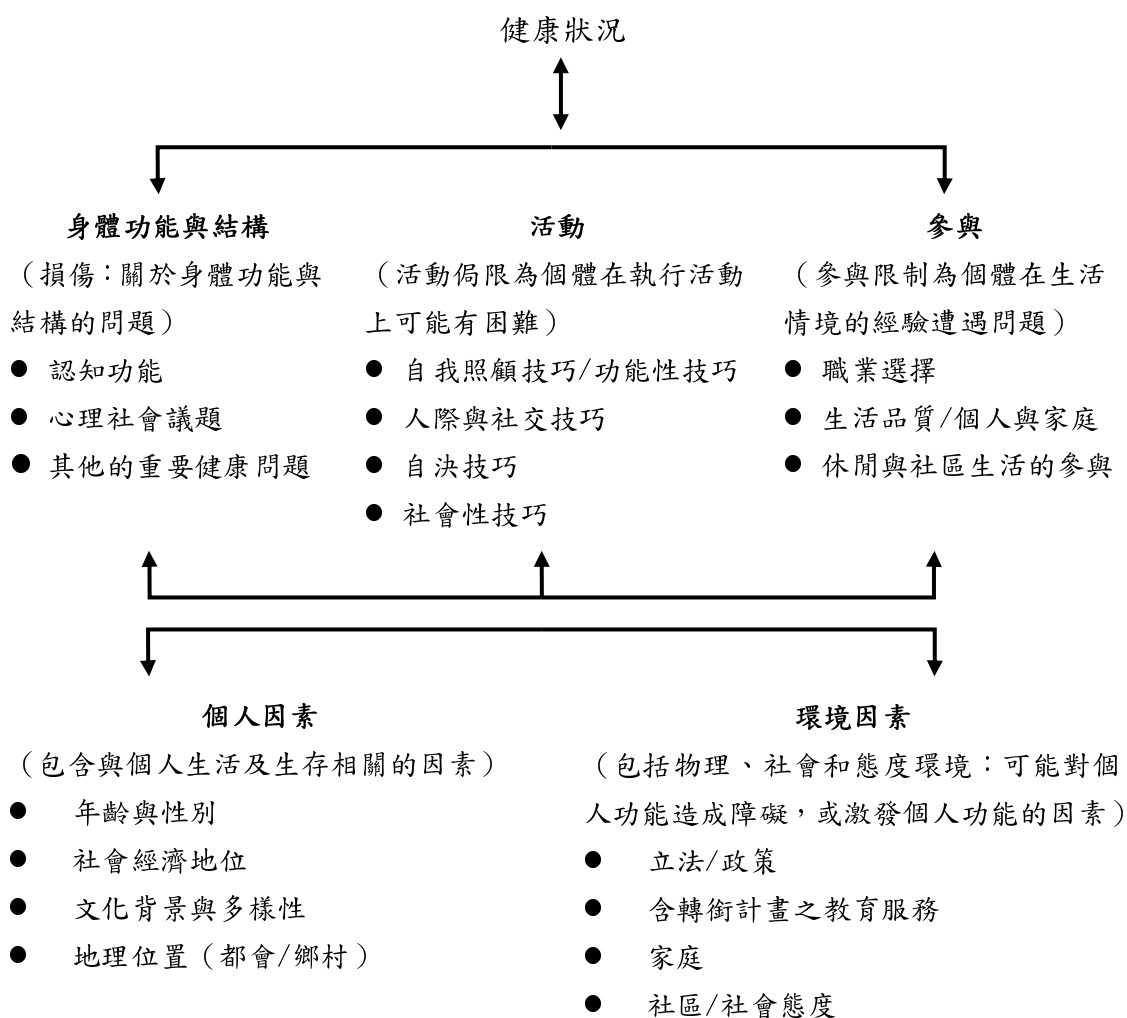 健康狀況
身體功能與結構
（損傷：關於身體功能與
結構的問題）
● 認知功能
● 心理社會議題
● 其他的重要健康問題
活動
（活動侷限為個體在執行活動
上可能有困難）
● 自我照顧技巧/功能性技巧
● 人際與社交技巧
● 自決技巧
● 社會性技巧
參與
（參與限制為個體在生活
情境的經驗遭遇問題）
● 職業選擇
● 生活品質/個人與家庭
● 休閒與社區生活的參與
個人因素
（包含與個人生活及生存相關的因素）
● 年齡與性別
● 社會經濟地位
● 文化背景與多樣性
● 地理位置（都會/鄉村）
環境因素
（包括物理、社會和態度環境：可能對個
人功能造成障礙，或激發個人功能的因素）
● 立法/政策
● 含轉銜計畫之教育服務
● 家庭
● 社區/社會態度